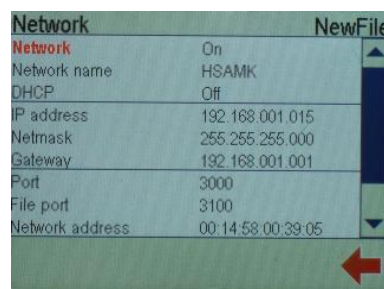 Network NewFile
Network On
Network name HSAMK
DHCP Off
IP address 192.168.001.015
Netmask 255.255.255.000
Gateway 192.168.001.001
Port 3000
File port 3100
Network address 00:14:58:00:39:05